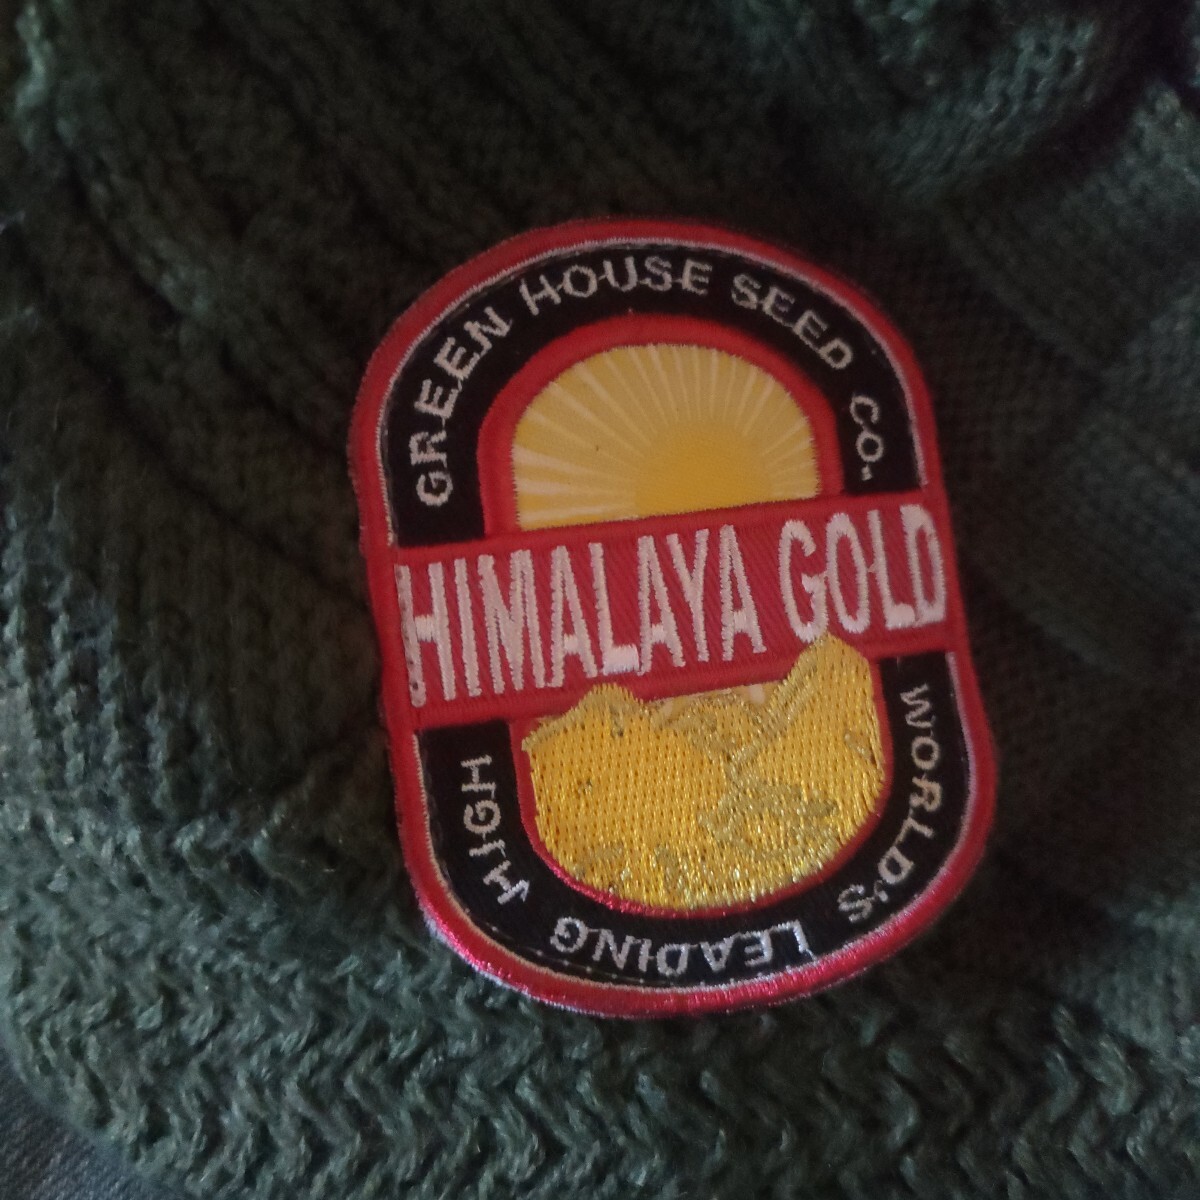 GREEN HOUSE SEED CO.
HIMALAYA GOLD
WORLD'S LEADING HIGH